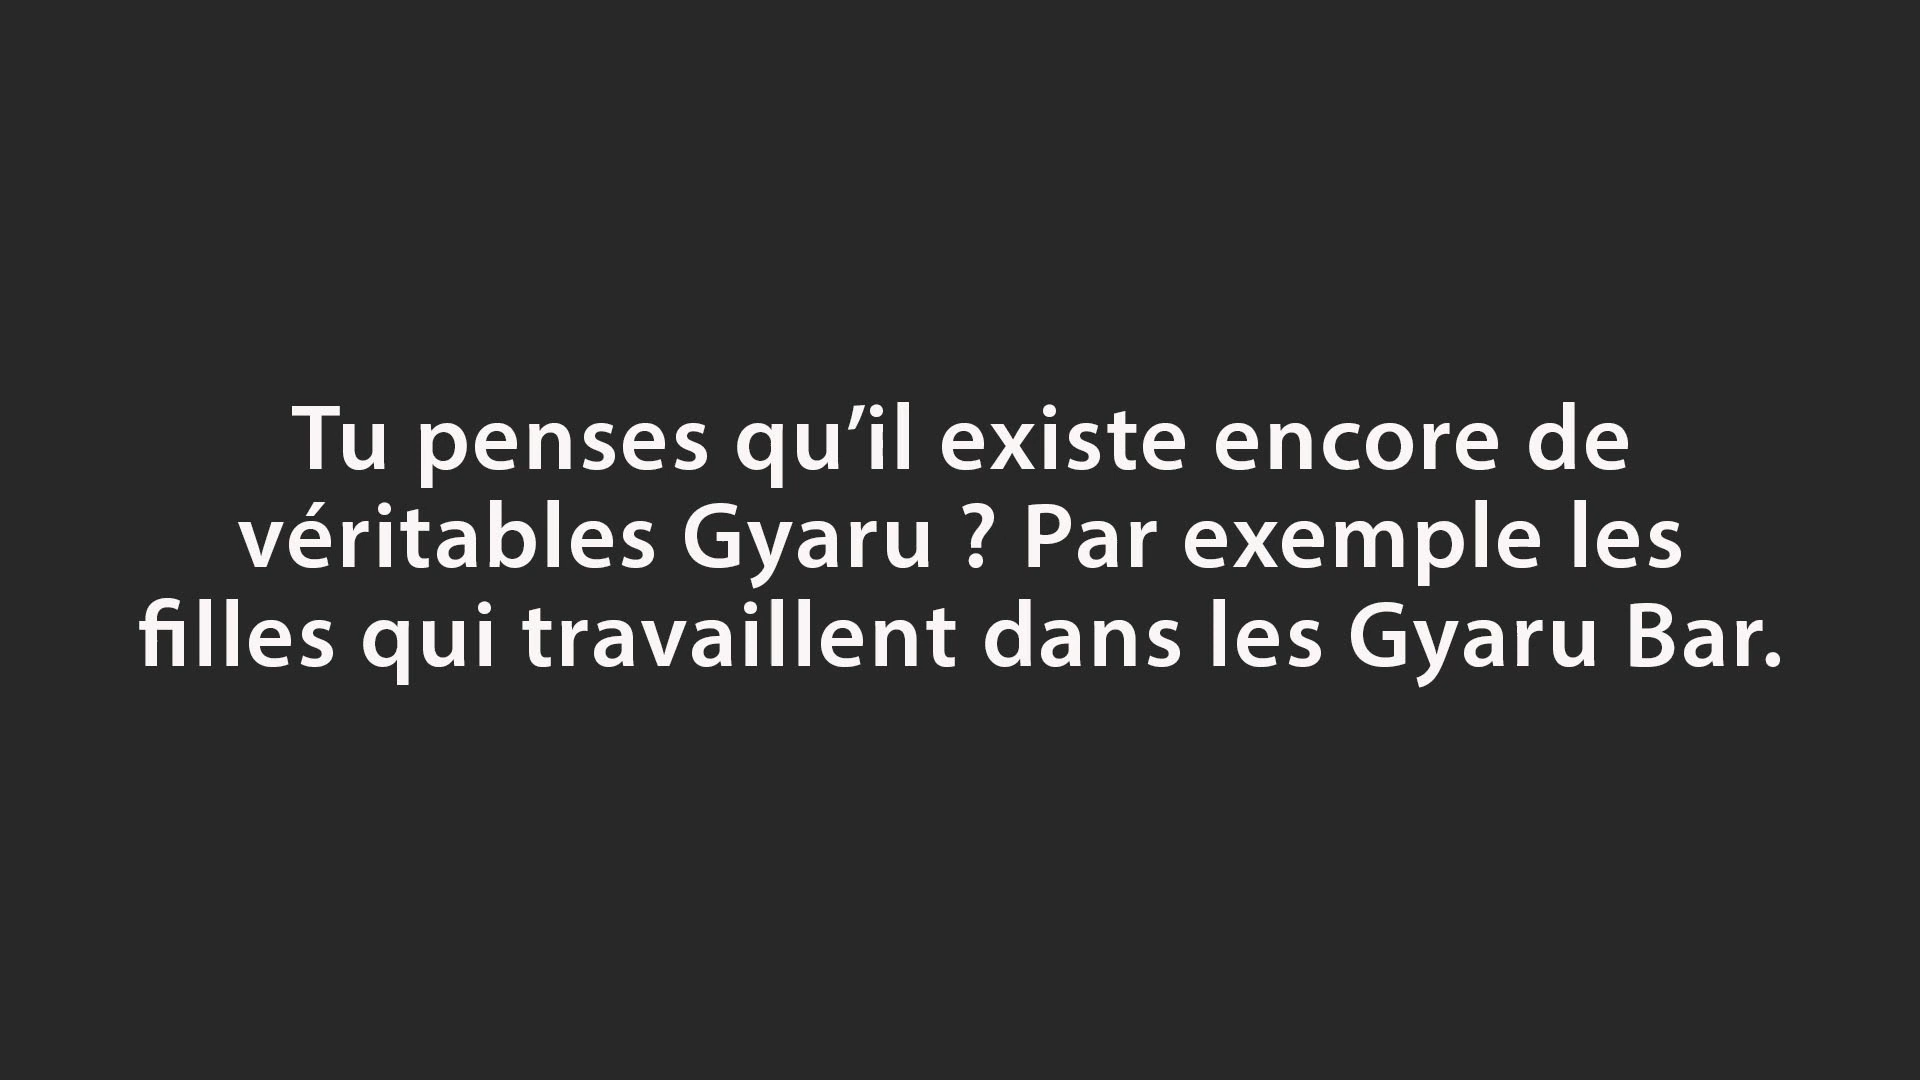 Tu penses qu’il existe encore de
véritables Gyaru ? Par exemple les
filles qui travaillent dans les Gyaru Bar.